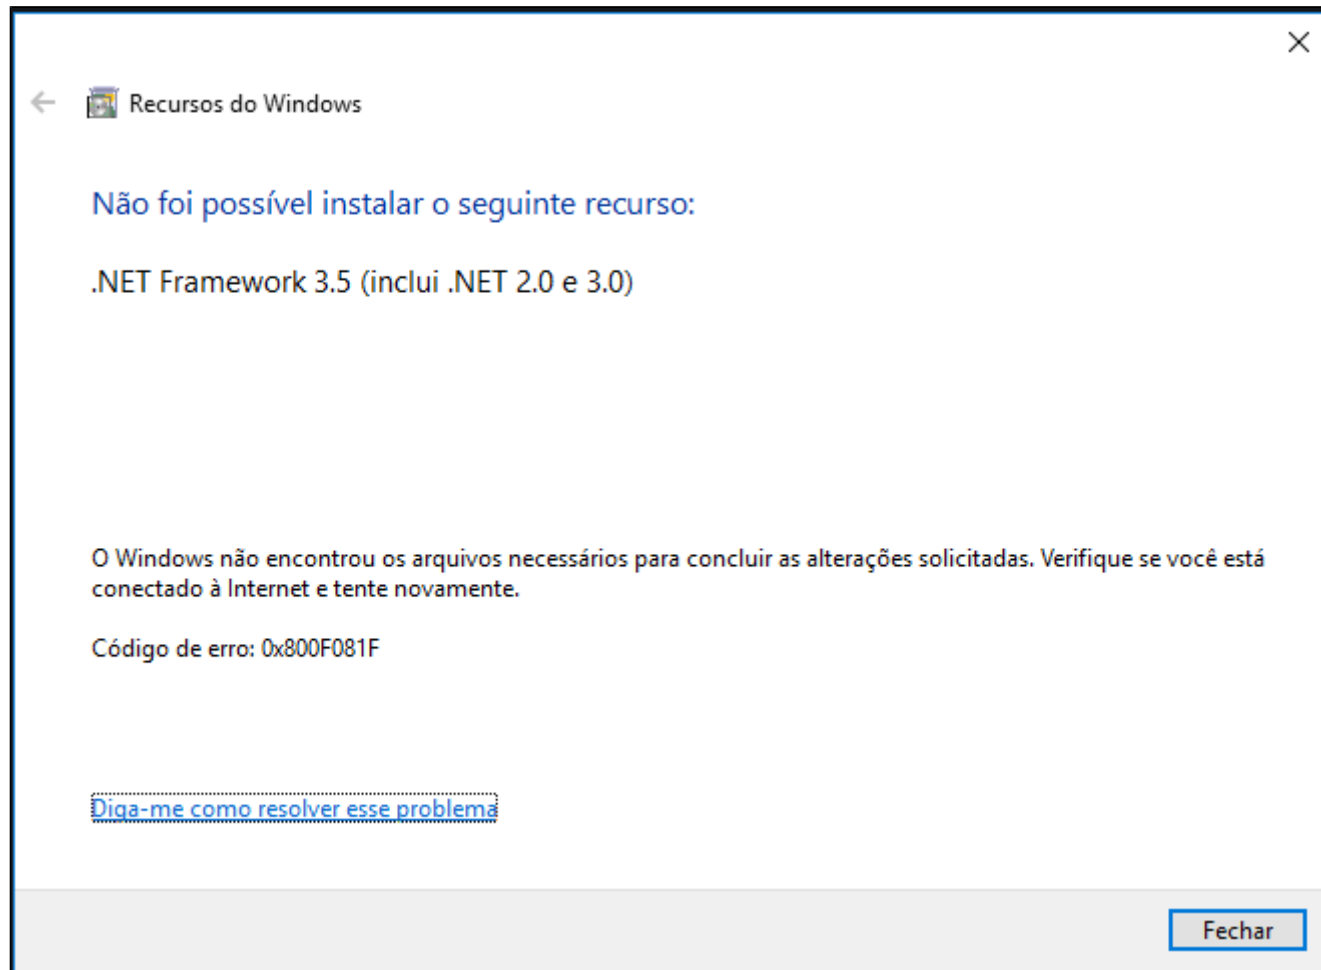 Recursos do Windows
Não foi possível instalar o seguinte recurso:
.NET Framework 3.5 (inclui .NET 2.0 e 3.0)
O Windows não encontrou os arquivos necessários para concluir as alterações solicitadas. Verifique se você está
conectado à Internet e tente novamente.
Código de erro: 0x800F081F
Diga-me como resolver esse problema
Fechar